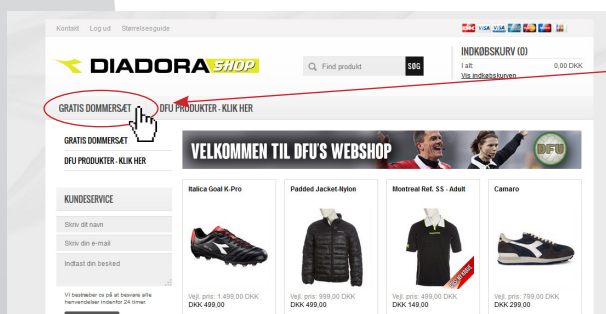 Kontakt Log ud Størrelsesguide
DIADORA SHOP
Find produkt
SØG
INDKØBSKURV (0)
I alt: 0,00 DKK
Vis indkøbskurven
GRATIS DOMMERSÆT DFU PRODUKTER - KLIK HER
GRATIS DOMMERSÆT
DFU PRODUKTER - KLIK HER
VELKOMMEN TIL DFU'S WEBSHOP
DFU
KUNDESERVICE
Skriv dit navn
Skriv din e-mail
Indtast din besked
Vi bestræber os på at besvare alle
henvendelser indenfor 24 timer.
Italica Goal K-Pro
Vejl. pris: 1.499,00 DKK
DKK 499,00
Padded Jacket-Nylon
Vejl. pris: 999,00 DKK
DKK 499,00
Montreal Ref. SS - Adult
Vejl. pris: 499,00 DKK
DKK 149,00
Camaro
Vejl. pris: 799,00 DKK
DKK 299,00